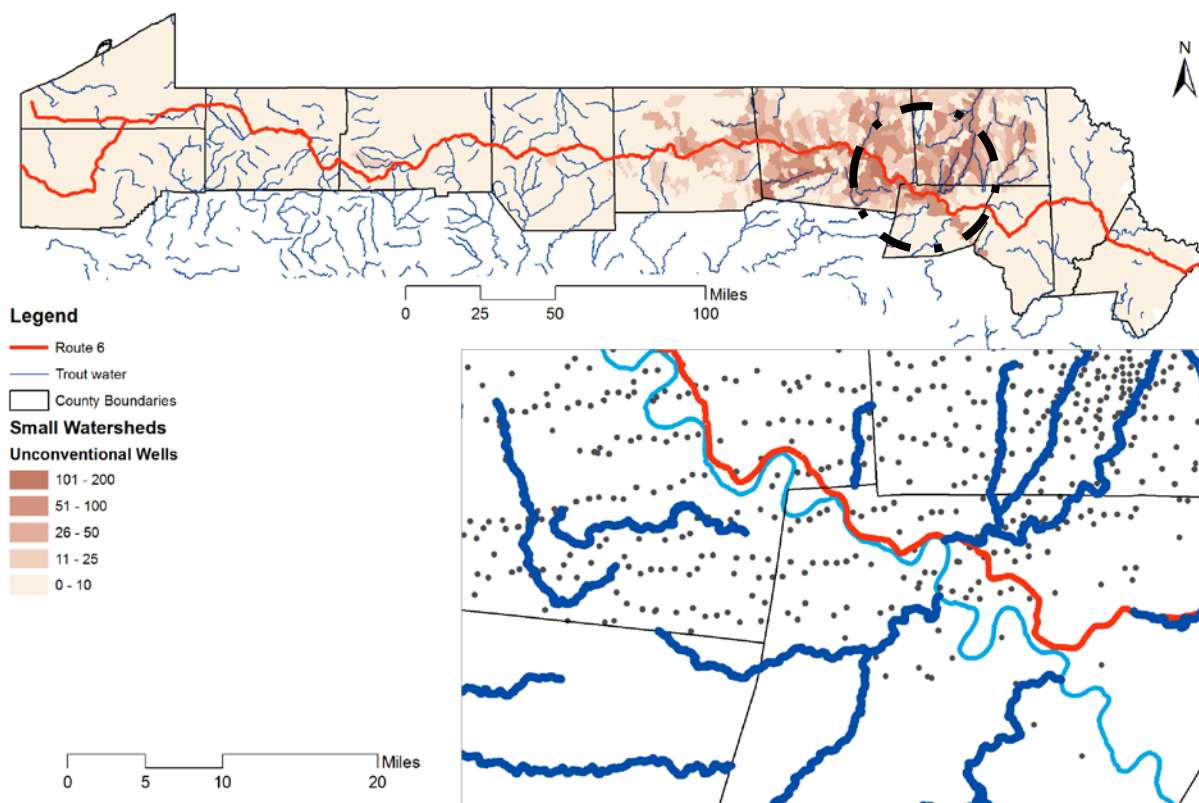 N
Miles
0 25 50 100
Legend
Route 6
Trout water
County Boundaries
Small Watersheds
Unconventional Wells
101 - 200
51 - 100
26 - 50
11 - 25
0 - 10
Miles
0 5 10 20